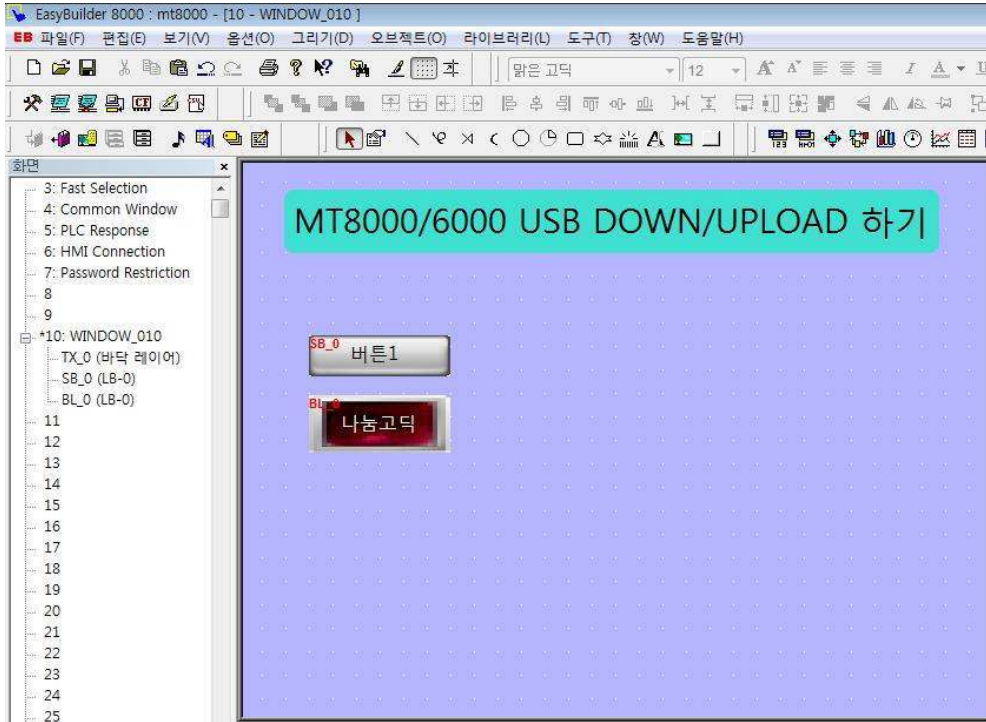 EasyBuilder 8000 : mt8000 - [10 - WINDOW_010 ]
EB 파일(F) 편집(E) 보기(V) 옵션(O) 그리기(D) 오브젝트(O) 라이브러리(L) 도구(T) 창(W) 도움말(H)
맑은 고딕 12
화면
3: Fast Selection
4: Common Window
5: PLC Response
6: HMI Connection
7: Password Restriction
8
9
*10: WINDOW_010
TX_0 (바닥 레이어)
SB_0 (LB-0)
BL_0 (LB-0)
11
12
13
14
15
16
17
18
19
20
21
22
23
24
25
MT8000/6000 USB DOWN/UPLOAD 하기
SB_0
버튼1
BL_0
나눔고딕